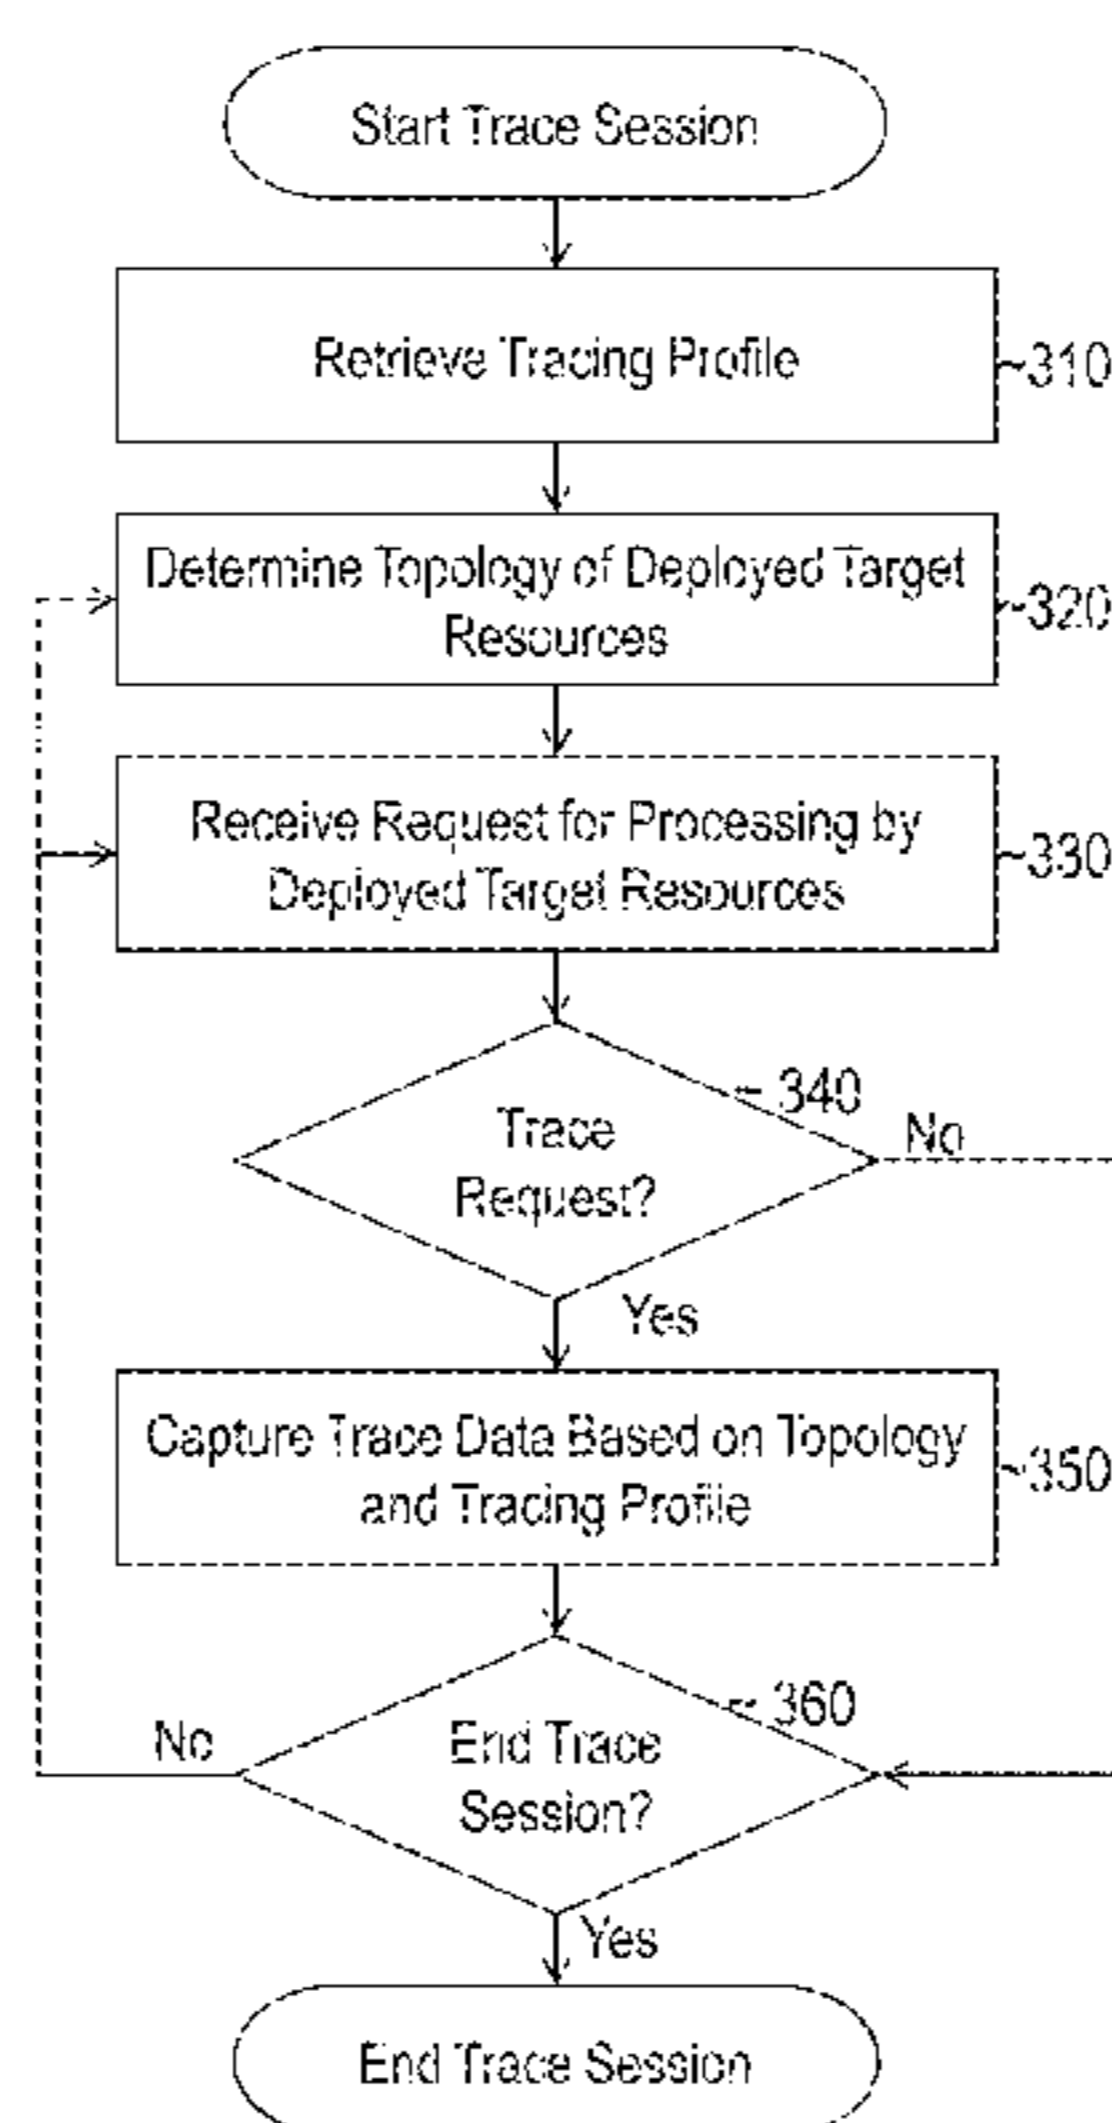 Start Trace Session
Retrieve Tracing Profile
~310
Determine Topology of Deployed Target
Resources
~320
Receive Request for Processing by
Deployed Target Resources
~330
~ 340
Trace
Request?
No
Yes
Capture Trace Data Based on Topology
and Tracing Profile
~350
~ 360
End Trace
Session?
No
Yes
End Trace Session